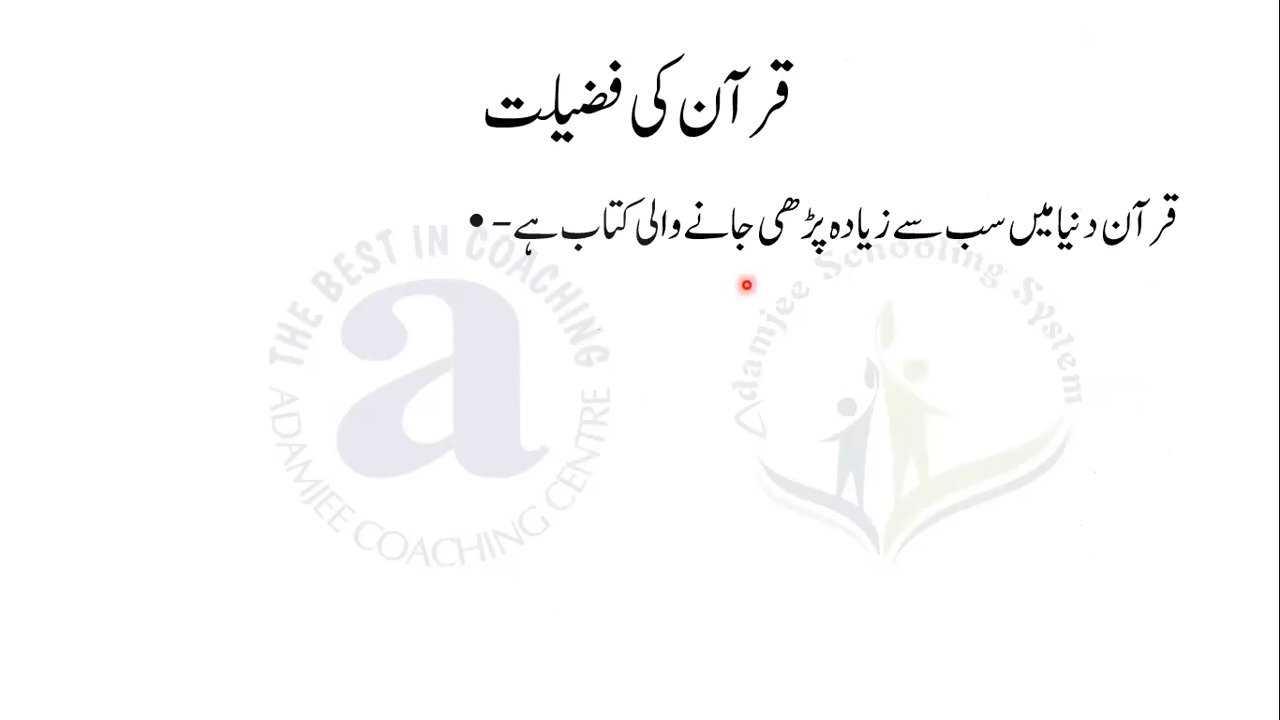 قرآن کی فضیلت
قرآن دنیا میں سب سے زیادہ پڑھی جانے والی کتاب ہے- •
THE BEST IN COACHING
ADAMJEE COACHING CENTRE
a
Adamjee Schooling System